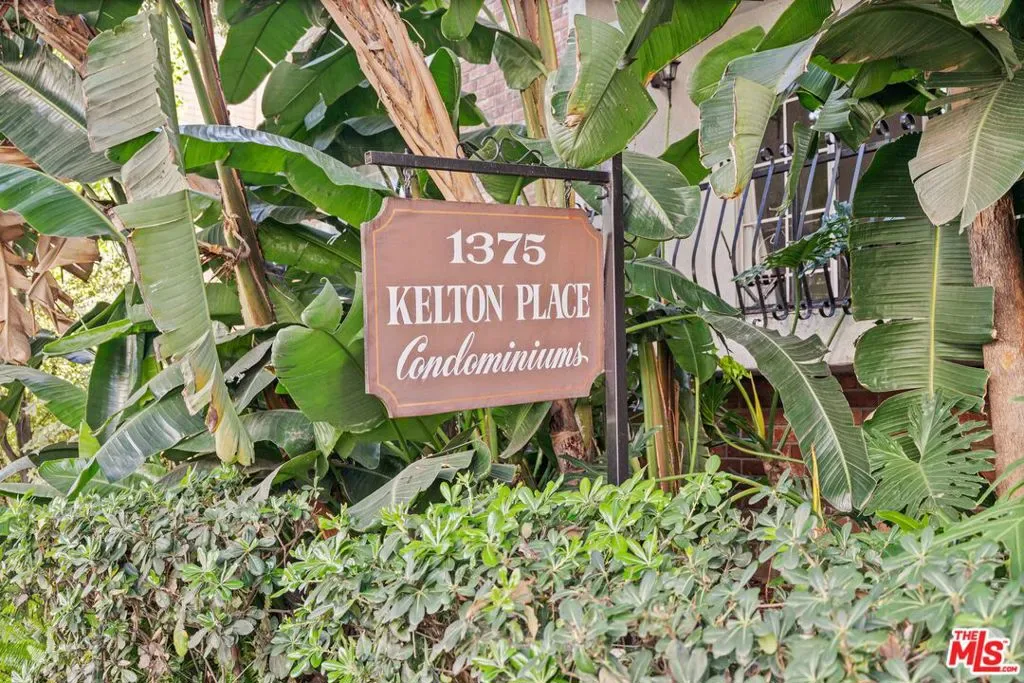 1375
KELTON PLACE
Condominiums
THE
MLS